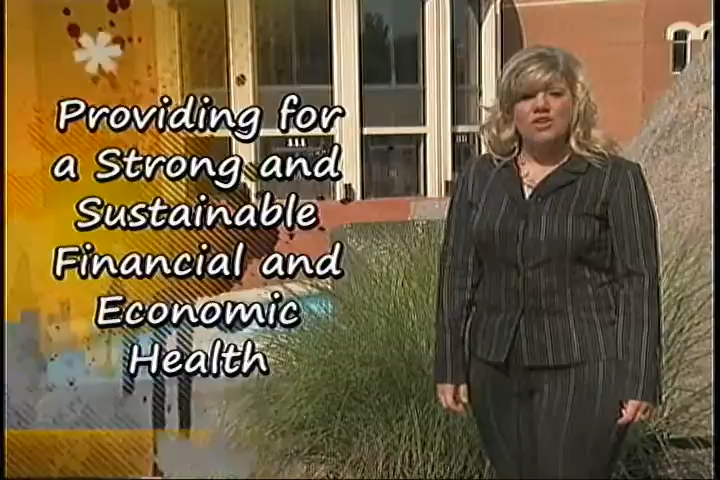 Providing for
a Strong and
Sustainable
Financial and
Economic
Health